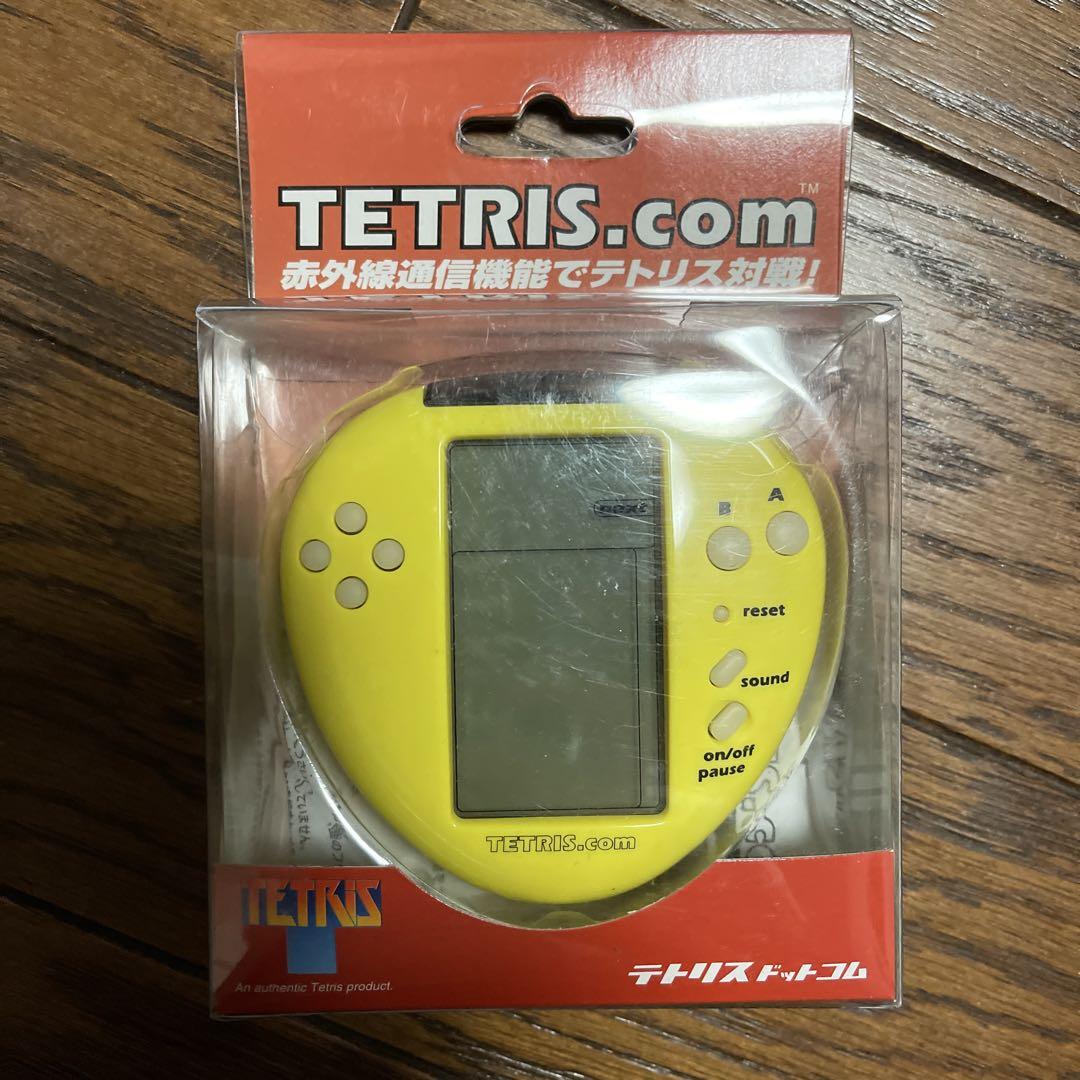 TETRIS.com™
赤外線通信機能でテトリス対戦!
next
B
A
reset
sound
on/off
pause
TETRIS.com
TETRIS
An authentic Tetris product.
テトリスドットコム